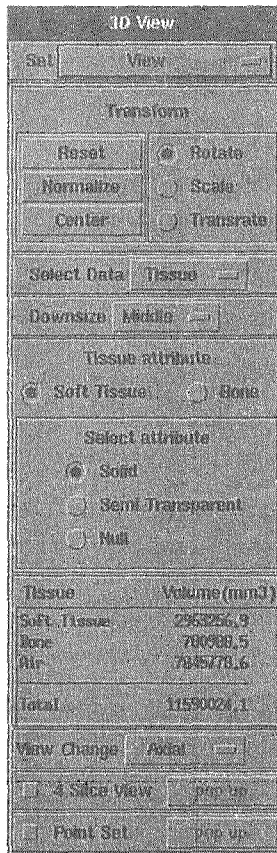 3D View
Set View
Transform
Reset
Normalize
Center
Rotate
Scale
Transrate
Select Data Tissue
Downsize Middle
Tissue attribute
Soft Tissue Bone
Select attribute
Solid
Semi Transparent
Null
Tissue Volume(mm3)
Soft Tissue 2963256.9
Bone 780988.5
Air 7845778.6
Total 11590024.1
View Change Axial
4 Slice View pop up
Point Set pop up